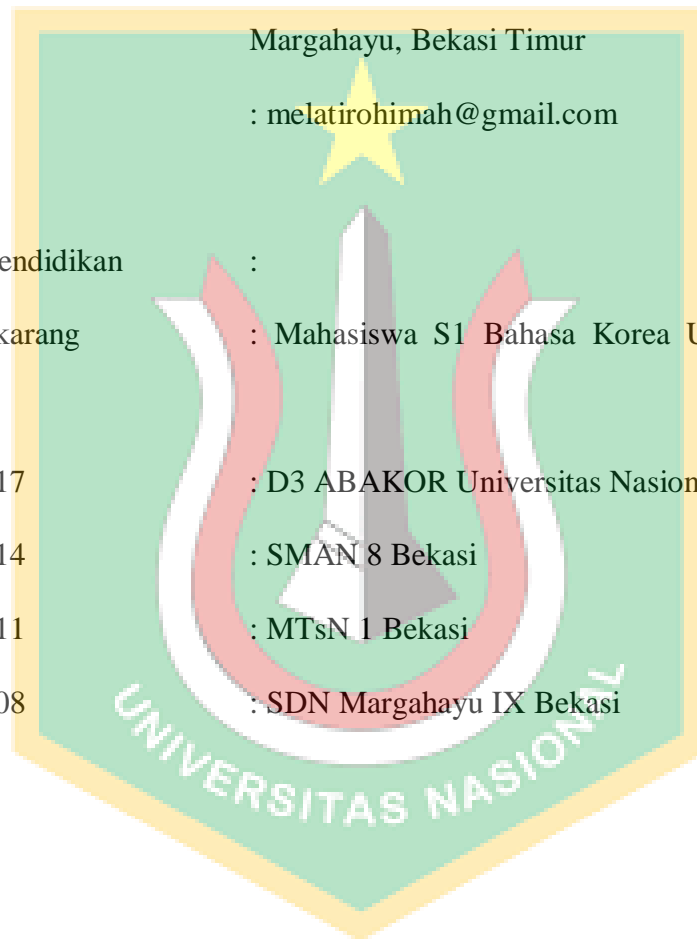 Margahayu, Bekasi Timur
: melatirohimah@gmail.com
endidikan :
karang : Mahasiswa S1 Bahasa Korea U
17 : D3 ABAKOR Universitas Nasion
14 : SMAN 8 Bekasi
11 : MTsN 1 Bekasi
08 : SDN Margahayu IX Bekasi
UNIVERSITAS NASIONAL